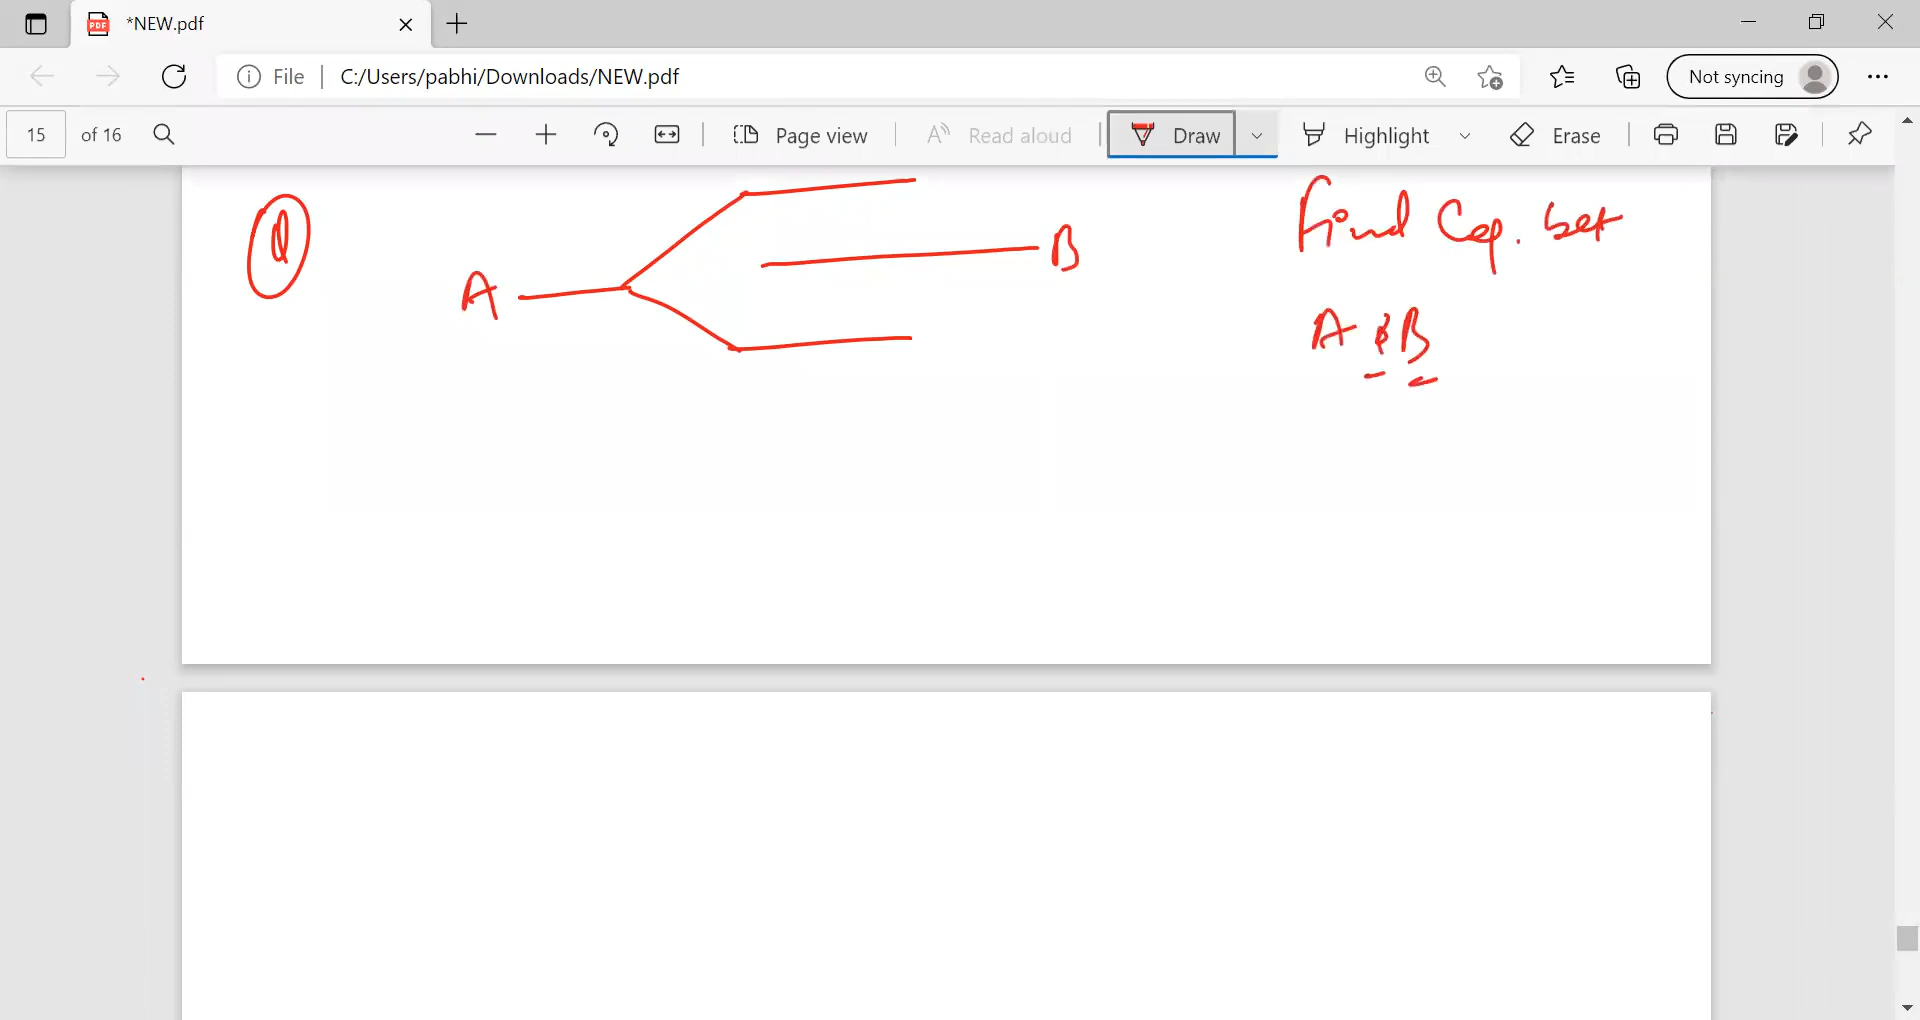 *NEW.pdf
File | C:/Users/pabhi/Downloads/NEW.pdf
Not syncing
15 of 16
Page view
Read aloud
Draw
Highlight
Erase
Q
A
B
Find Cap. bet
A & B